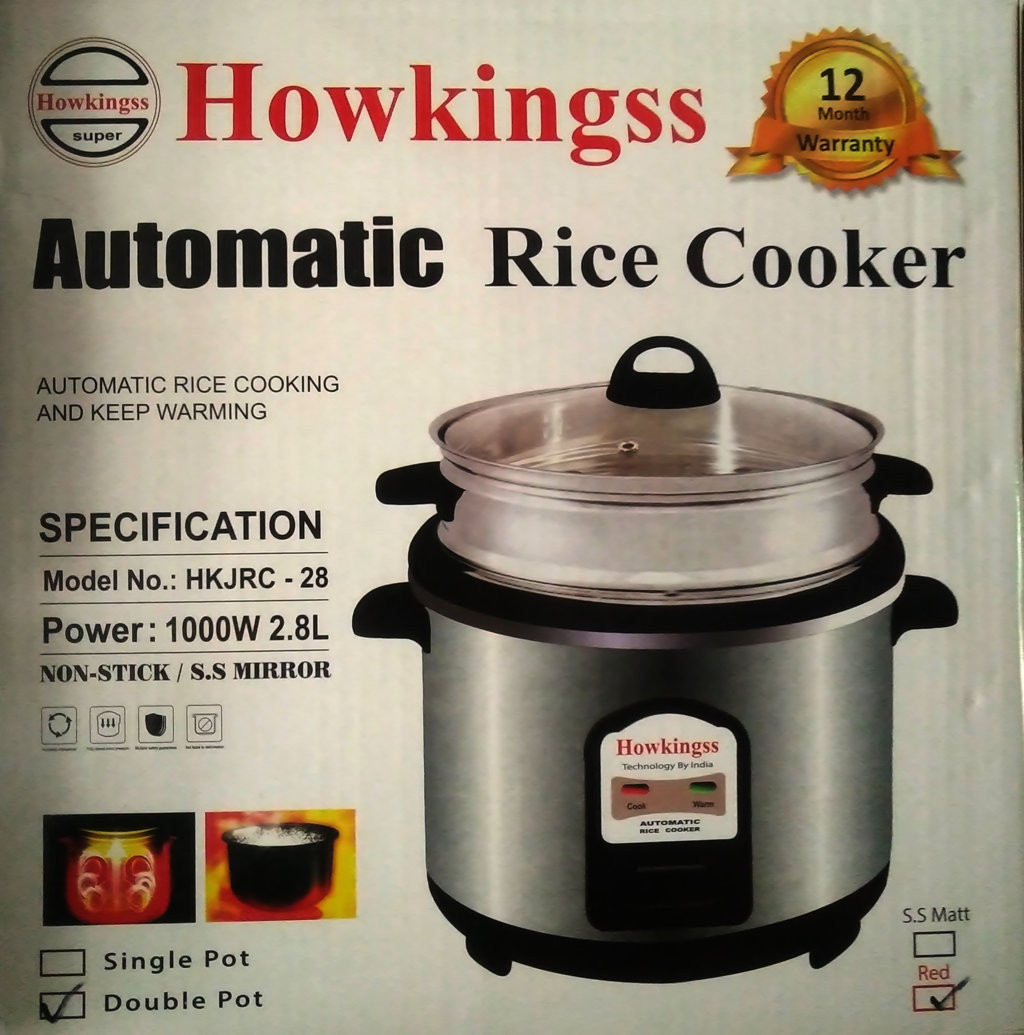 Howkingss
super
Howkingss
12
Month
Warranty
Automatic Rice Cooker
AUTOMATIC RICE COOKING
AND KEEP WARMING
SPECIFICATION
Model No.: HKJRC - 28
Power: 1000W 2.8L
NON-STICK / S.S MIRROR
Howkingss
Technology By India
Cook Warm
AUTOMATIC
RICE COOKER
Single Pot
Double Pot
S.S Matt
Red